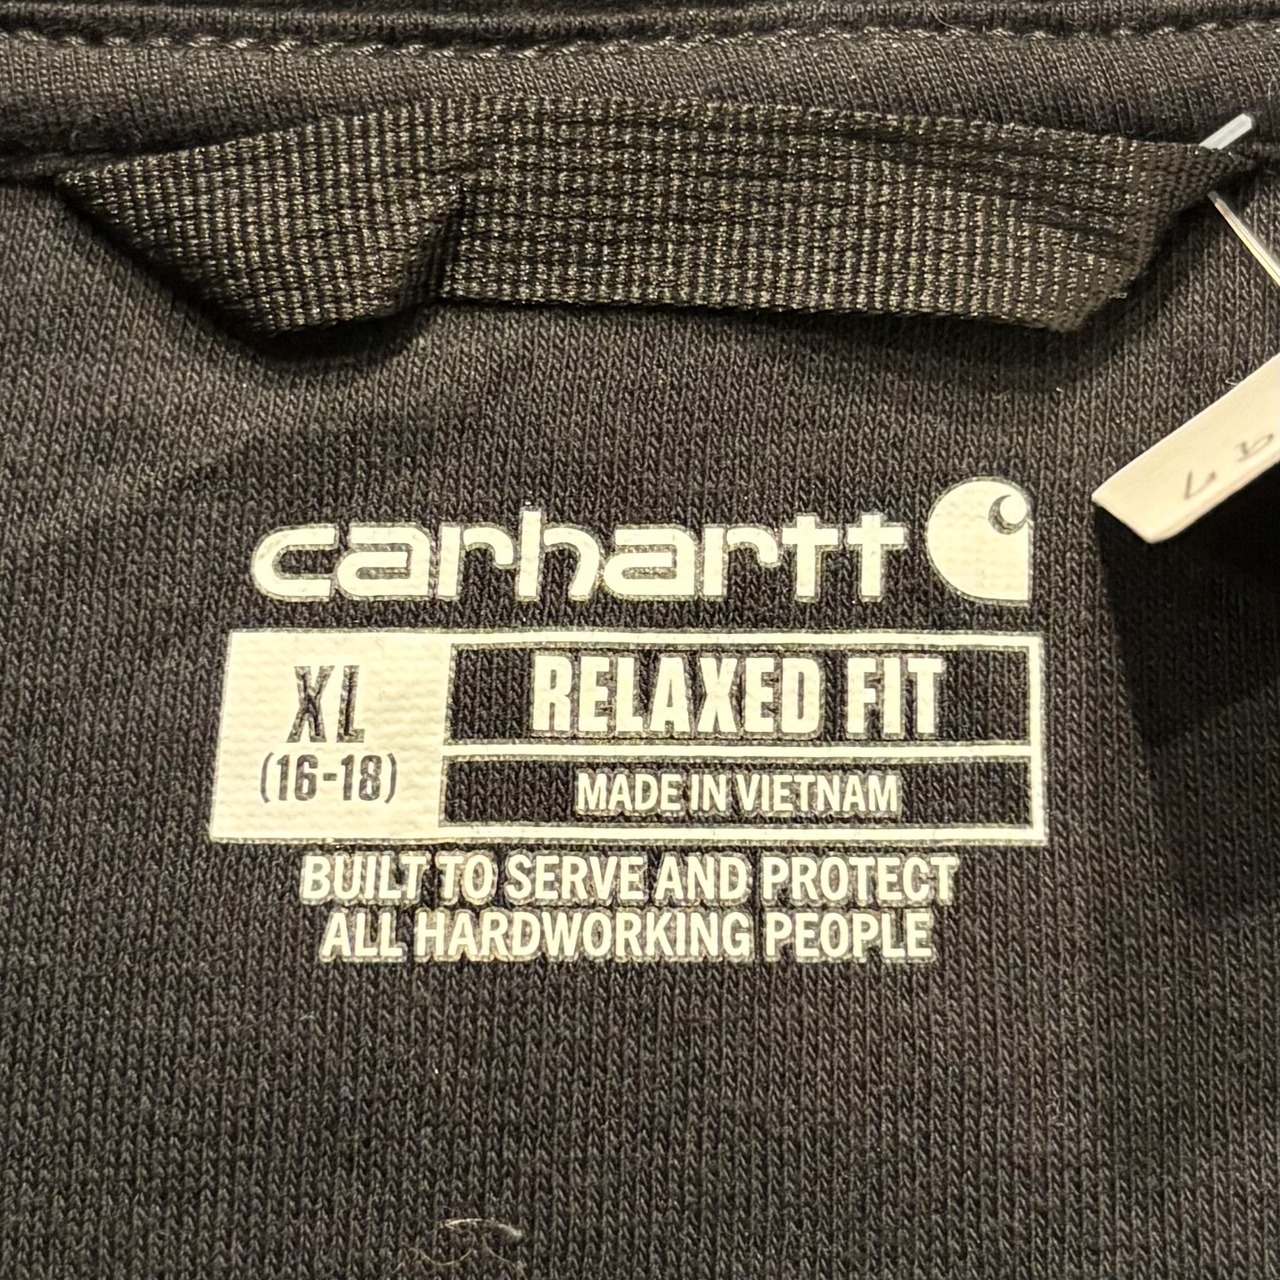 carhartt
XL
(16-18)
RELAXED FIT
MADE IN VIETNAM
BUILT TO SERVE AND PROTECT
ALL HARDWORKING PEOPLE